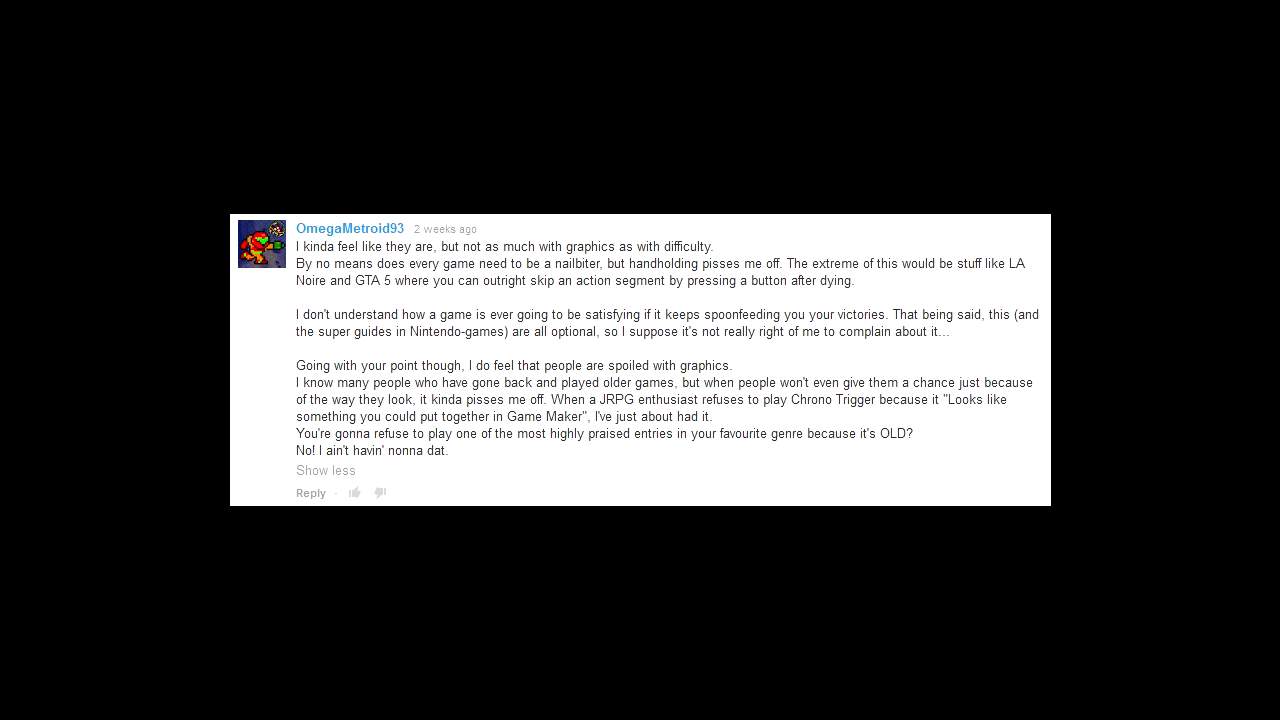 OmegaMetroid93 2 weeks ago
I kinda feel like they are, but not as much with graphics as with difficulty.
By no means does every game need to be a nailbiter, but handholding pisses me off. The extreme of this would be stuff like LA
Noire and GTA 5 where you can outright skip an action segment by pressing a button after dying.
I don't understand how a game is ever going to be satisfying if it keeps spoonfeeding you your victories. That being said, this (and
the super guides in Nintendo-games) are all optional, so I suppose it's not really right of me to complain about it...
Going with your point though, I do feel that people are spoiled with graphics.
I know many people who have gone back and played older games, but when people won't even give them a chance just because
of the way they look, it kinda pisses me off. When a JRPG enthusiast refuses to play Chrono Trigger because it "Looks like
something you could put together in Game Maker", I've just about had it.
You're gonna refuse to play one of the most highly praised entries in your favourite genre because it's OLD?
No! I ain't havin' nonna dat.
Show less
Reply ·